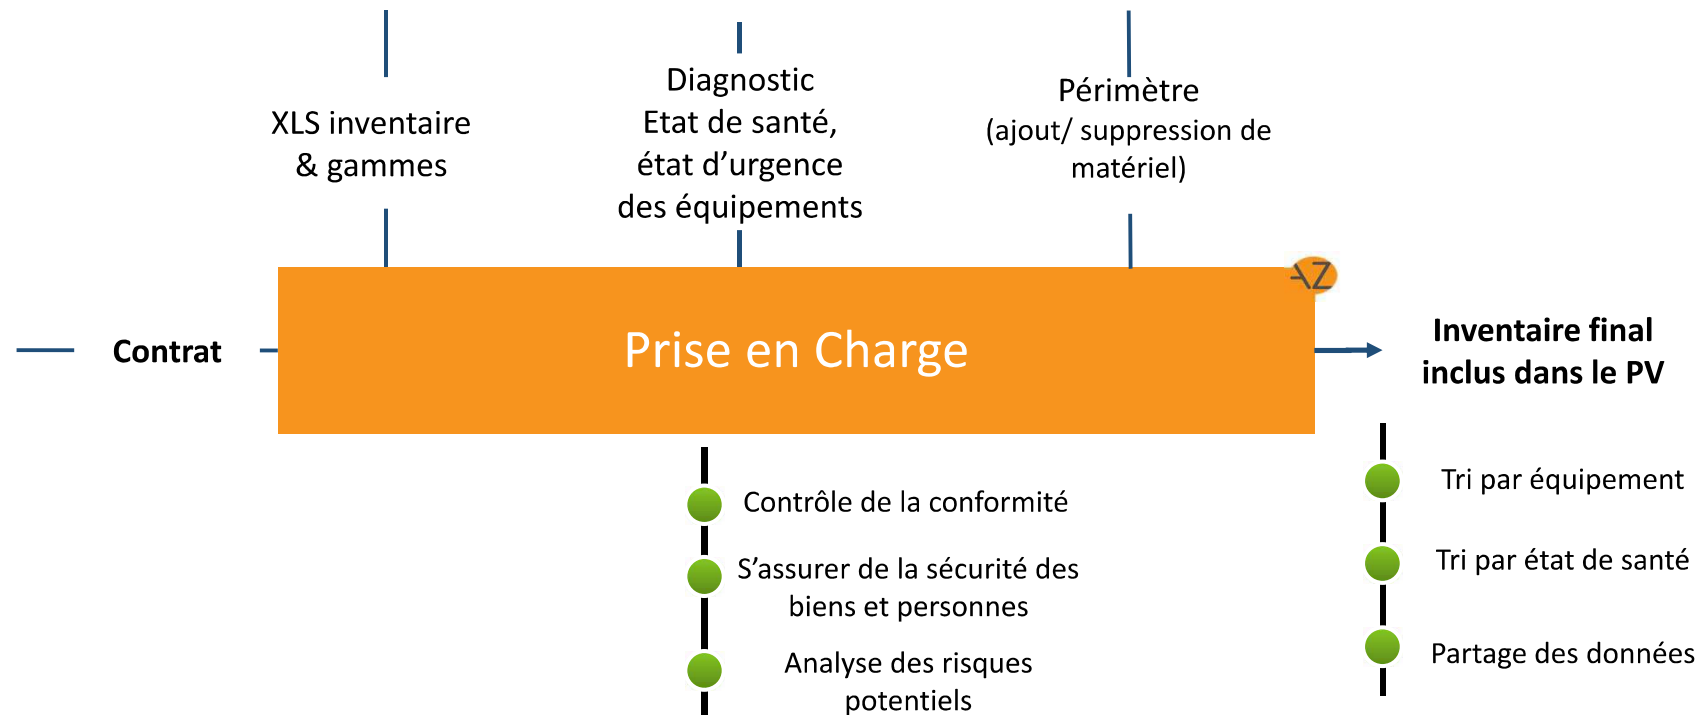 XLS inventaire
& gammes
Diagnostic
Etat de santé,
état d’urgence
des équipements
Périmètre
(ajout/ suppression de
matériel)
Contrat
Prise en Charge
AZ
Inventaire final
inclus dans le PV
Contrôle de la conformité
S’assurer de la sécurité des
biens et personnes
Analyse des risques
potentiels
Tri par équipement
Tri par état de santé
Partage des données